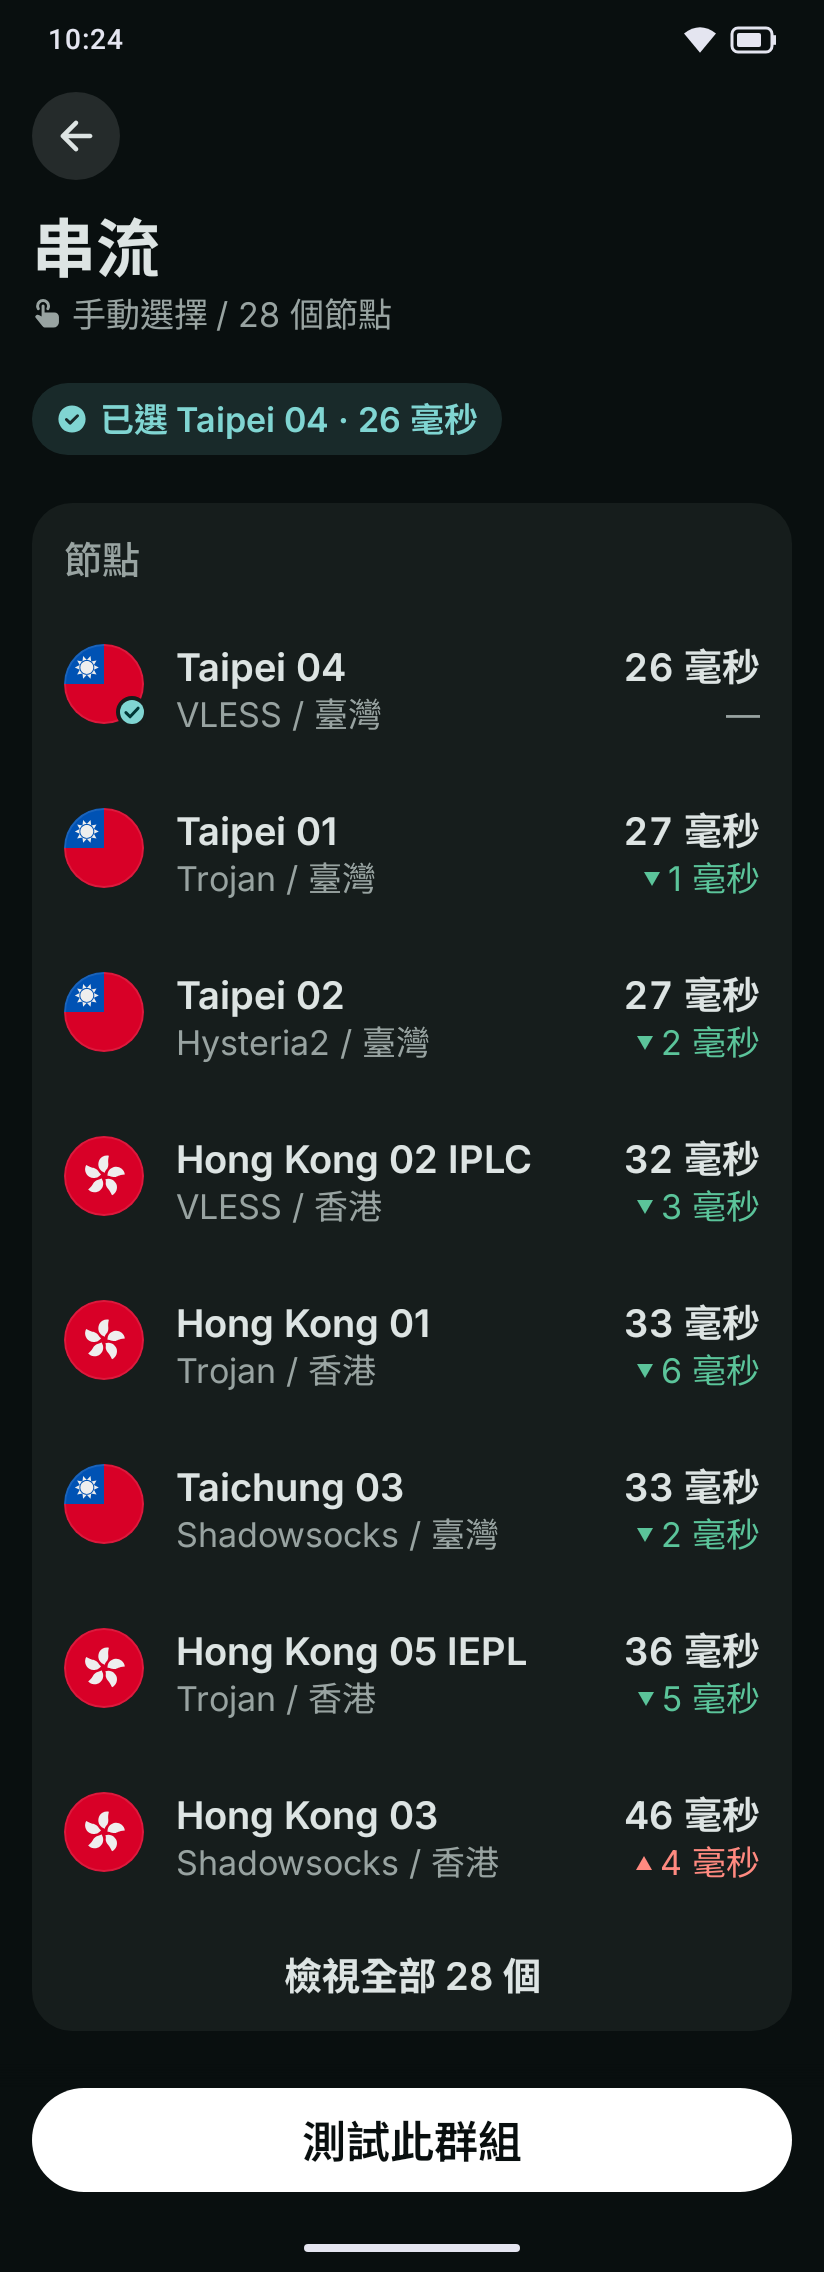 10:24
串流
手動選擇 / 28 個節點
已選 Taipei 04 · 26 毫秒
節點
Taipei 04
26 毫秒
VLESS / 臺灣
—
Taipei 01
27 毫秒
Trojan / 臺灣
▼1 毫秒
Taipei 02
27 毫秒
Hysteria2 / 臺灣
▼2 毫秒
Hong Kong 02 IPLC
32 毫秒
VLESS / 香港
▼3 毫秒
Hong Kong 01
33 毫秒
Trojan / 香港
▼6 毫秒
Taichung 03
33 毫秒
Shadowsocks / 臺灣
▼2 毫秒
Hong Kong 05 IEPL
36 毫秒
Trojan / 香港
▼5 毫秒
Hong Kong 03
46 毫秒
Shadowsocks / 香港
▲4 毫秒
檢視全部 28 個
測試此群組